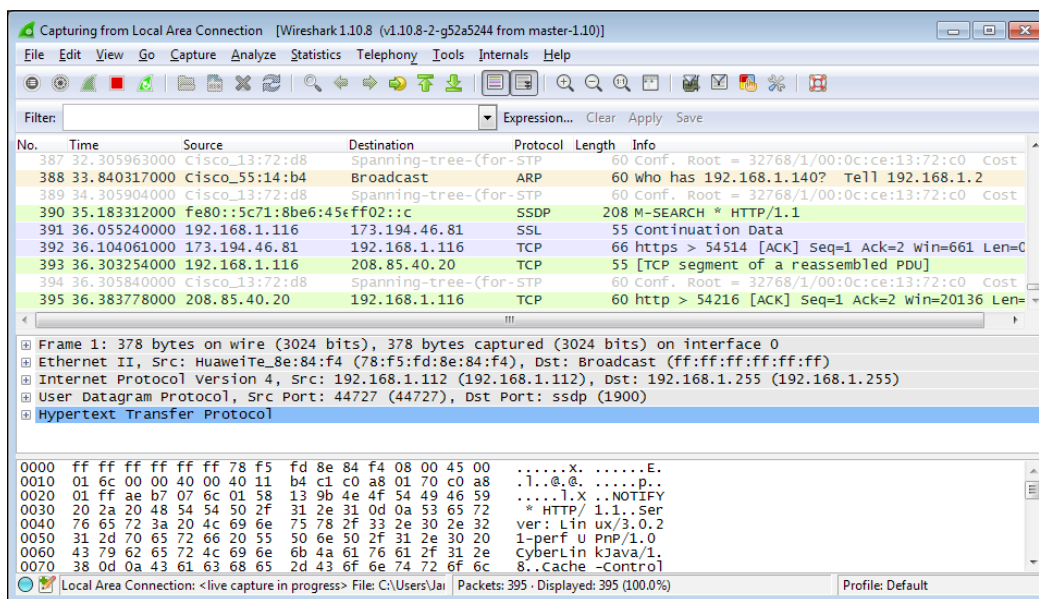 Capturing from Local Area Connection [Wireshark 1.10.8 (v1.10.8-2-g52a5244 from master-1.10)]
File Edit View Go Capture Analyze Statistics Telephony Tools Internals Help
Filter: Expression... Clear Apply Save
No. Time Source Destination Protocol Length Info
387 32.305963000 Cisco_13:72:d8 Spanning-tree-(for- STP 60 Conf. Root = 32768/1/00:0c:ce:13:72:c0 Cost
388 33.840317000 Cisco_55:14:b4 Broadcast ARP 60 Who has 192.168.1.140? Tell 192.168.1.2
389 34.305904000 Cisco_13:72:d8 Spanning-tree-(for- STP 60 Conf. Root = 32768/1/00:0c:ce:13:72:c0 Cost
390 35.183312000 fe80::5c71:8be6:45e ff02::c SSDP 208 M-SEARCH * HTTP/1.1
391 36.055240000 192.168.1.116 173.194.46.81 SSL 55 Continuation Data
392 36.104061000 173.194.46.81 192.168.1.116 TCP 66 https > 54514 [ACK] Seq=1 Ack=2 Win=661 Len=0
393 36.303254000 192.168.1.116 208.85.40.20 TCP 55 [TCP segment of a reassembled PDU]
394 36.305840000 Cisco_13:72:d8 Spanning-tree-(for- STP 60 Conf. Root = 32768/1/00:0c:ce:13:72:c0 Cost
395 36.383778000 208.85.40.20 192.168.1.116 TCP 60 http > 54216 [ACK] Seq=1 Ack=2 Win=20136 Len=
Frame 1: 378 bytes on wire (3024 bits), 378 bytes captured (3024 bits) on interface 0
Ethernet II, Src: HuaweiTe_8e:84:f4 (78:f5:fd:8e:84:f4), Dst: Broadcast (ff:ff:ff:ff:ff:ff)
Internet Protocol Version 4, Src: 192.168.1.112 (192.168.1.112), Dst: 192.168.1.255 (192.168.1.255)
User Datagram Protocol, Src Port: 44727 (44727), Dst Port: ssdp (1900)
Hypertext Transfer Protocol
0000 ff ff ff ff ff ff 78 f5 fd 8e 84 f4 08 00 45 00 ......x. ......E.
0010 01 6c 00 00 40 00 40 11 b4 c1 c0 a8 01 70 c0 a8 .l..@.@. .....p..
0020 01 ff ae b7 07 6c 01 58 13 9b 4e 4f 54 49 46 59 .....l.X ..NOTIFY
0030 20 2a 20 48 54 54 50 2f 31 2e 31 0d 0a 53 65 72 * HTTP/ 1.1..Ser
0040 76 65 72 3a 20 4c 69 6e 75 78 2f 33 2e 30 2e 32 ver: Lin ux/3.0.2
0050 31 2d 70 65 72 66 20 55 50 6e 50 2f 31 2e 30 20 1-perf U PnP/1.0
0060 43 79 62 65 72 4c 69 6e 6b 4a 61 76 61 2f 31 2e CyberLin kJava/1.
0070 38 0d 0a 43 61 63 68 65 2d 43 6f 6e 74 72 6f 6c 8..Cache -Control
Local Area Connection: <live capture in progress> File: C:\Users\Jai Packets: 395 · Displayed: 395 (100.0%) Profile: Default